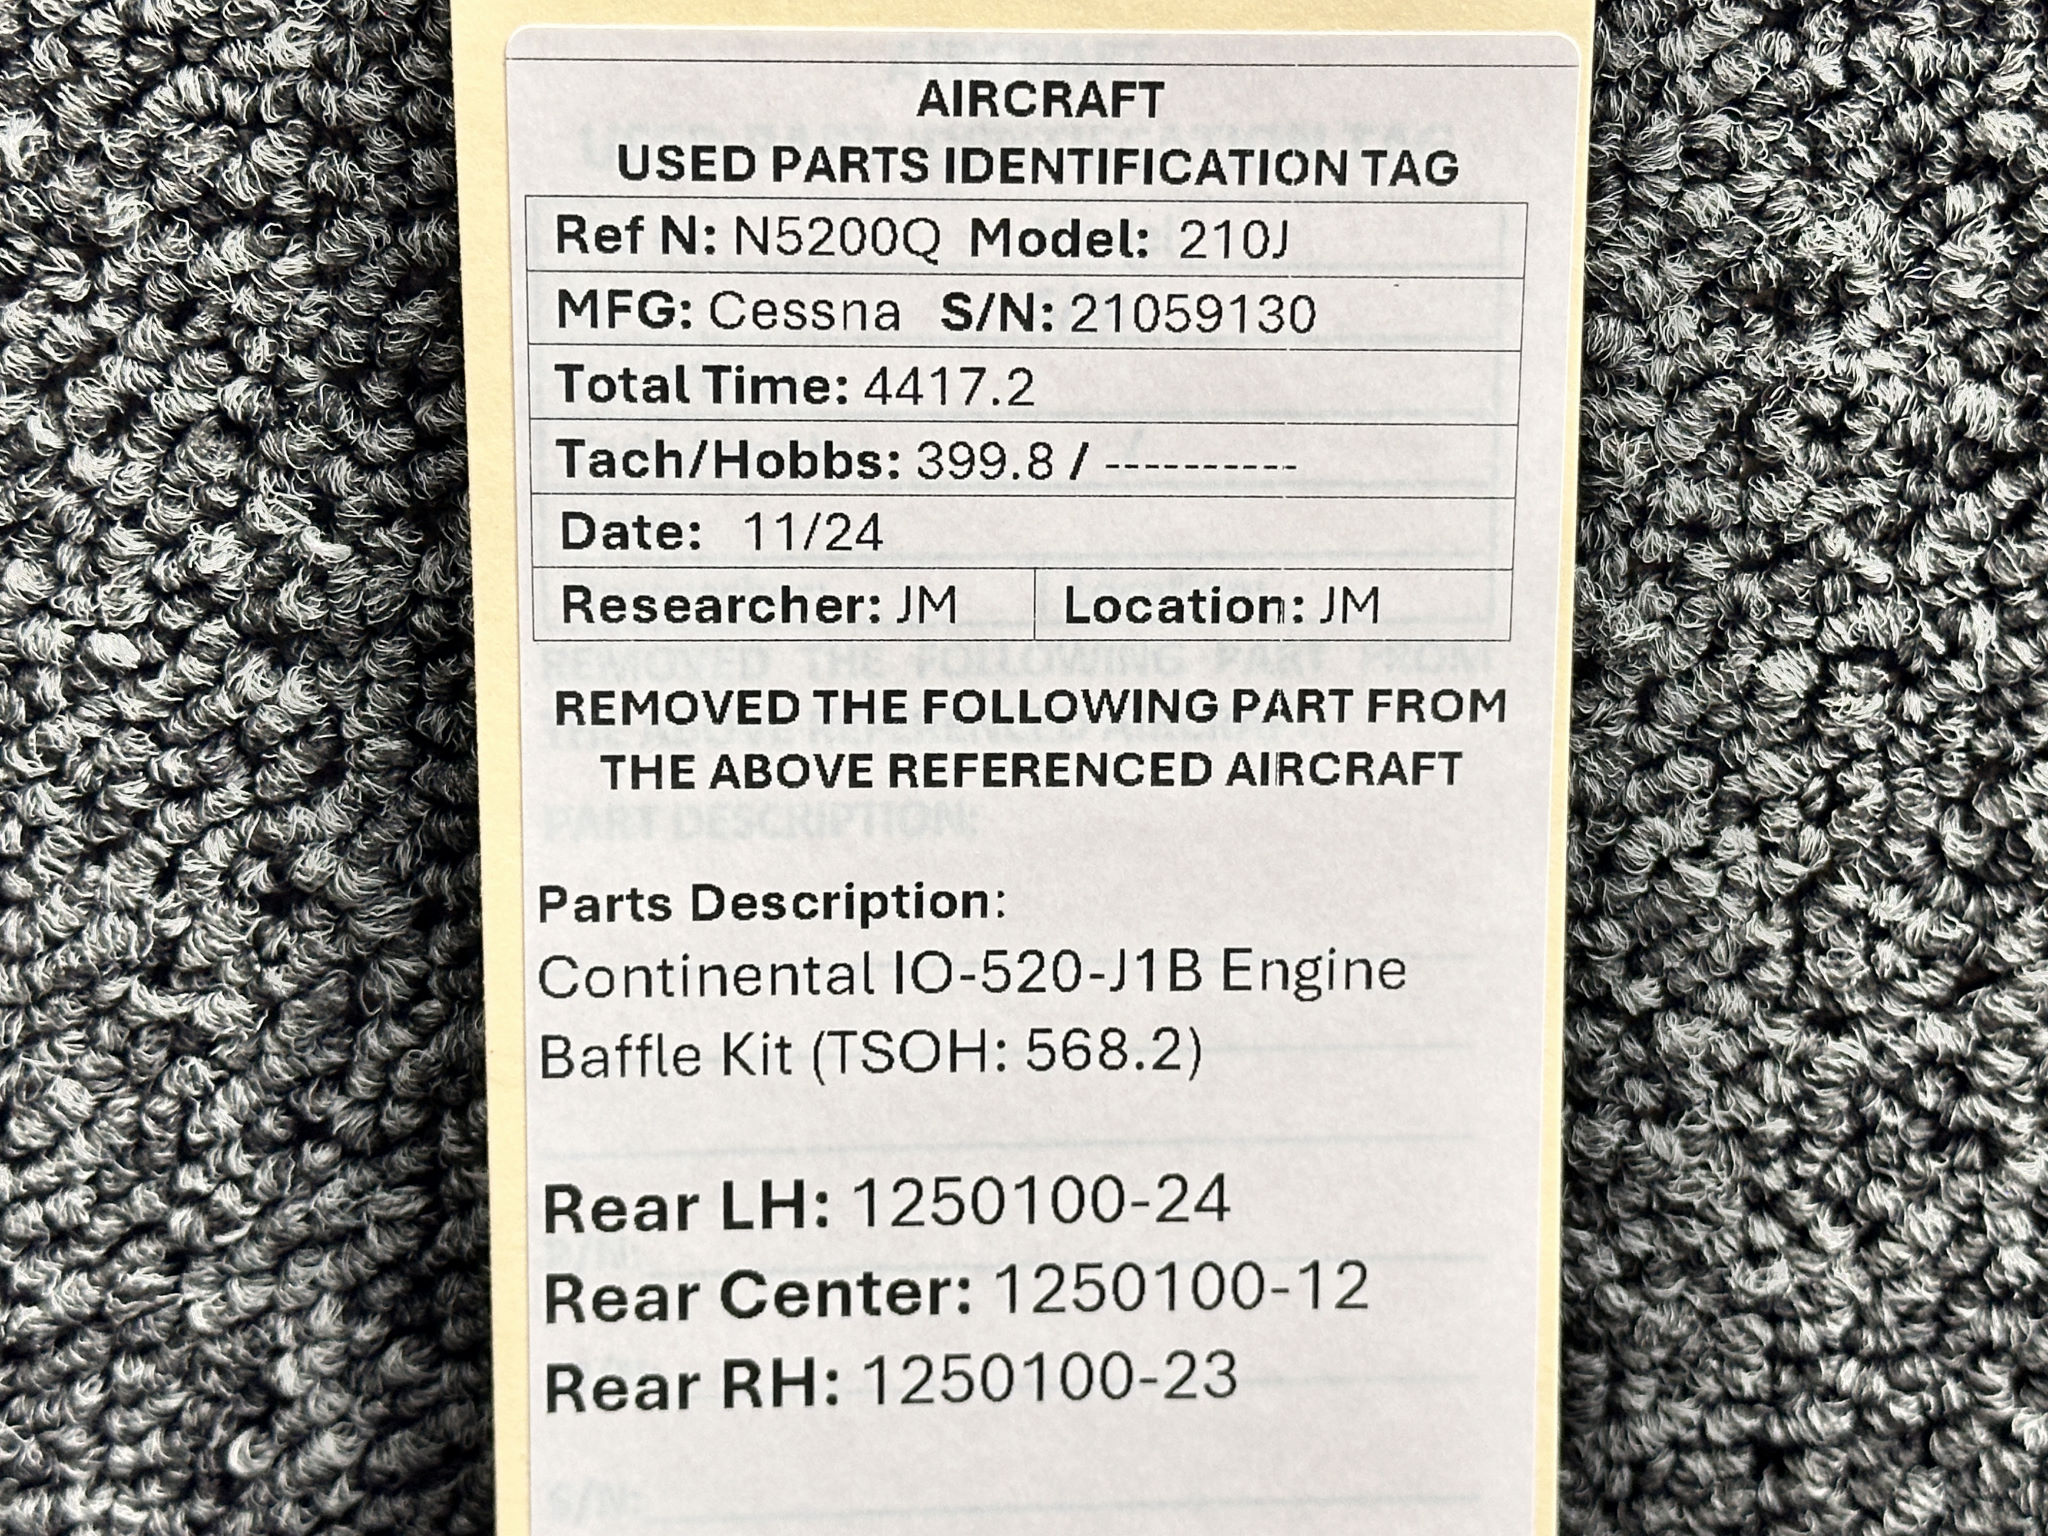 AIRCRAFT
USED PARTS IDENTIFICATION TAG
Ref N: N5200Q Model: 210J
MFG: Cessna S/N: 21059130
Total Time: 4417.2
Tach/Hobbs: 399.8 / ----------
Date: 11/24
Researcher: JM Location: JM
REMOVED THE FOLLOWING PART FROM
THE ABOVE REFERENCED AIRCRAFT
Parts Description:
Continental IO-520-J1B Engine
Baffle Kit (TSOH: 568.2)
Rear LH: 1250100-24
Rear Center: 1250100-12
Rear RH: 1250100-23